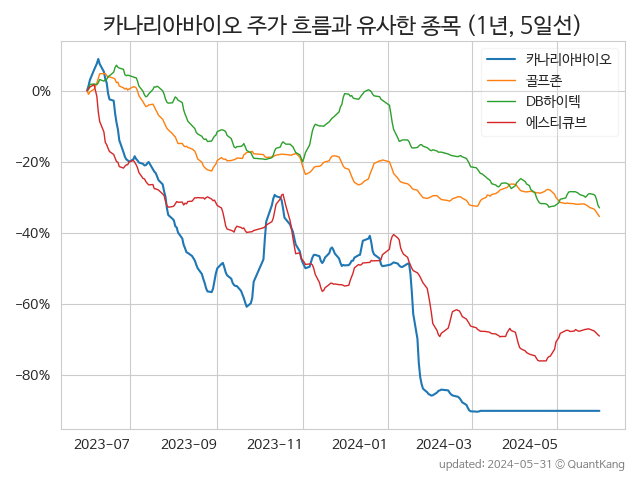 카나리아바이오 주가 흐름과 유사한 종목 (1년, 5일선)
카나리아바이오
골프존
DB하이텍
에스티큐브
0%
−20%
−40%
−60%
−80%
2023-07 2023-09 2023-11 2024-01 2024-03 2024-05
updated: 2024-05-31 © QuantKang